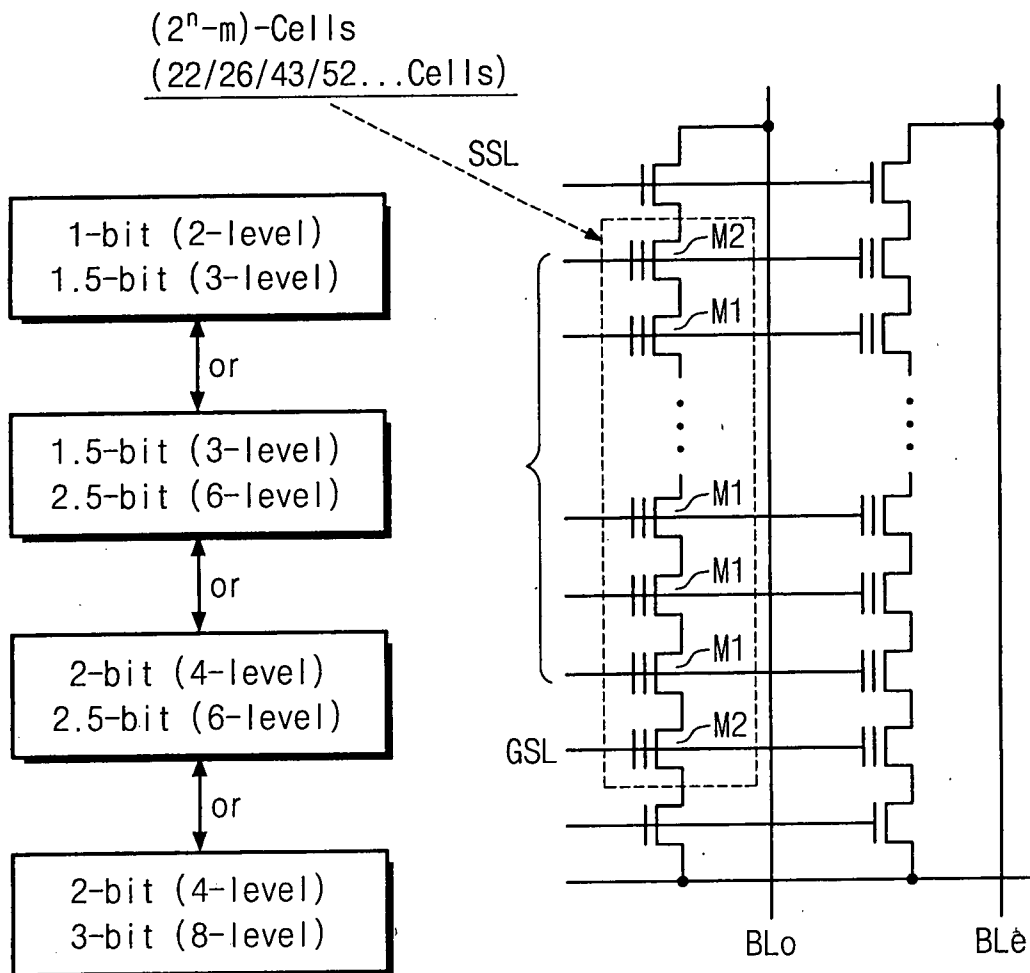 (2ⁿ-m)-Cells
(22/26/43/52...Cells)
SSL
1-bit (2-level)
1.5-bit (3-level)
or
1.5-bit (3-level)
2.5-bit (6-level)
or
2-bit (4-level)
2.5-bit (6-level)
or
2-bit (4-level)
3-bit (8-level)
M2
M1
M1
M1
M1
M2
GSL
BLo
BLe